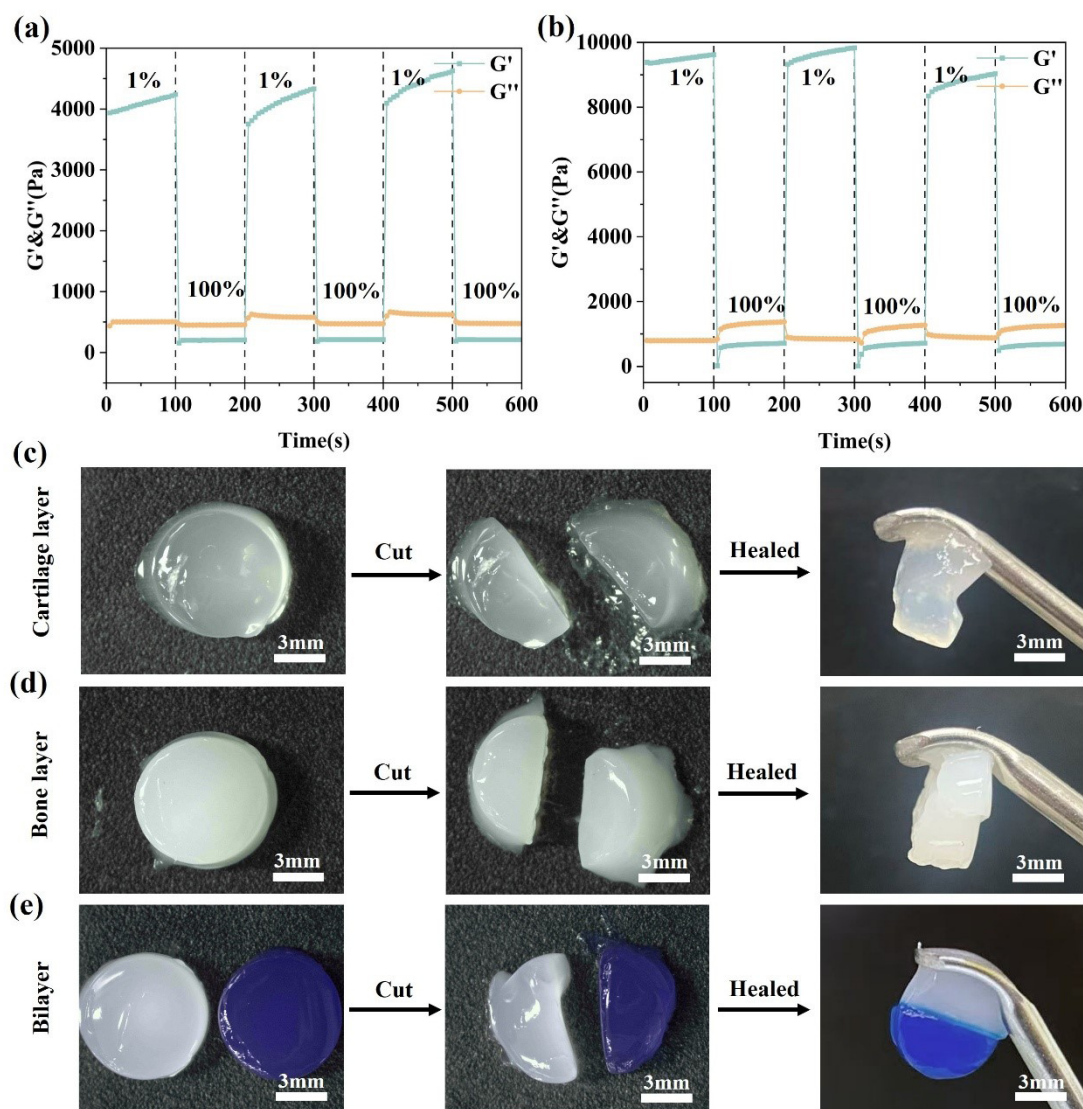 (a)
5000
4000
3000
2000
1000
0
G'&G''(Pa)
1%
1%
1%
100%
100%
100%
G'
G''
0
100
200
300
400
500
600
Time(s)
(b)
10000
8000
6000
4000
2000
0
G'&G''(Pa)
1%
1%
1%
100%
100%
100%
G'
G''
0
100
200
300
400
500
600
Time(s)
(c)
Cartilage layer
3mm
Cut
3mm
Healed
3mm
(d)
Bone layer
3mm
Cut
3mm
Healed
3mm
(e)
Bilayer
3mm
Cut
3mm
Healed
3mm